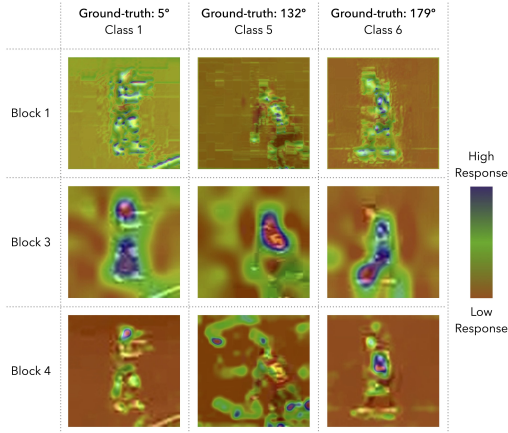 Ground-truth: 5° Ground-truth: 132° Ground-truth: 179°
Class 1 Class 5 Class 6
Block 1
High
Response
Block 3
Low
Response
Block 4